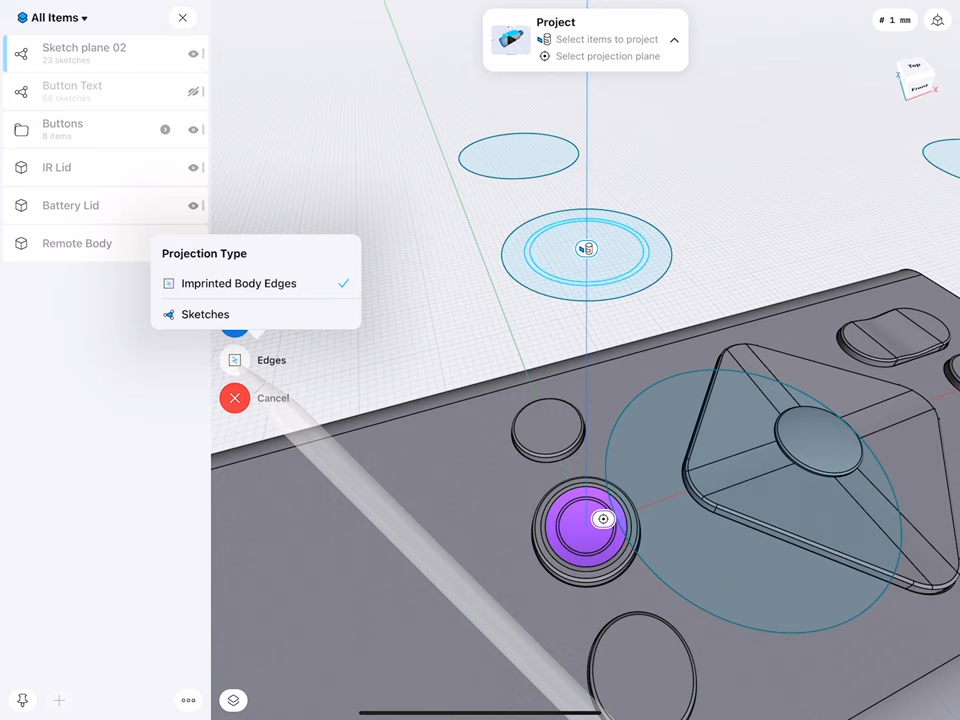 All Items
Sketch plane 02
23 sketches
Button Text
60 sketches
Buttons
8 items
IR Lid
Battery Lid
Remote Body
Projection Type
Imprinted Body Edges
Sketches
Edges
Cancel
Project
Select items to project
Select projection plane
# 1 mm
Top
Front
X